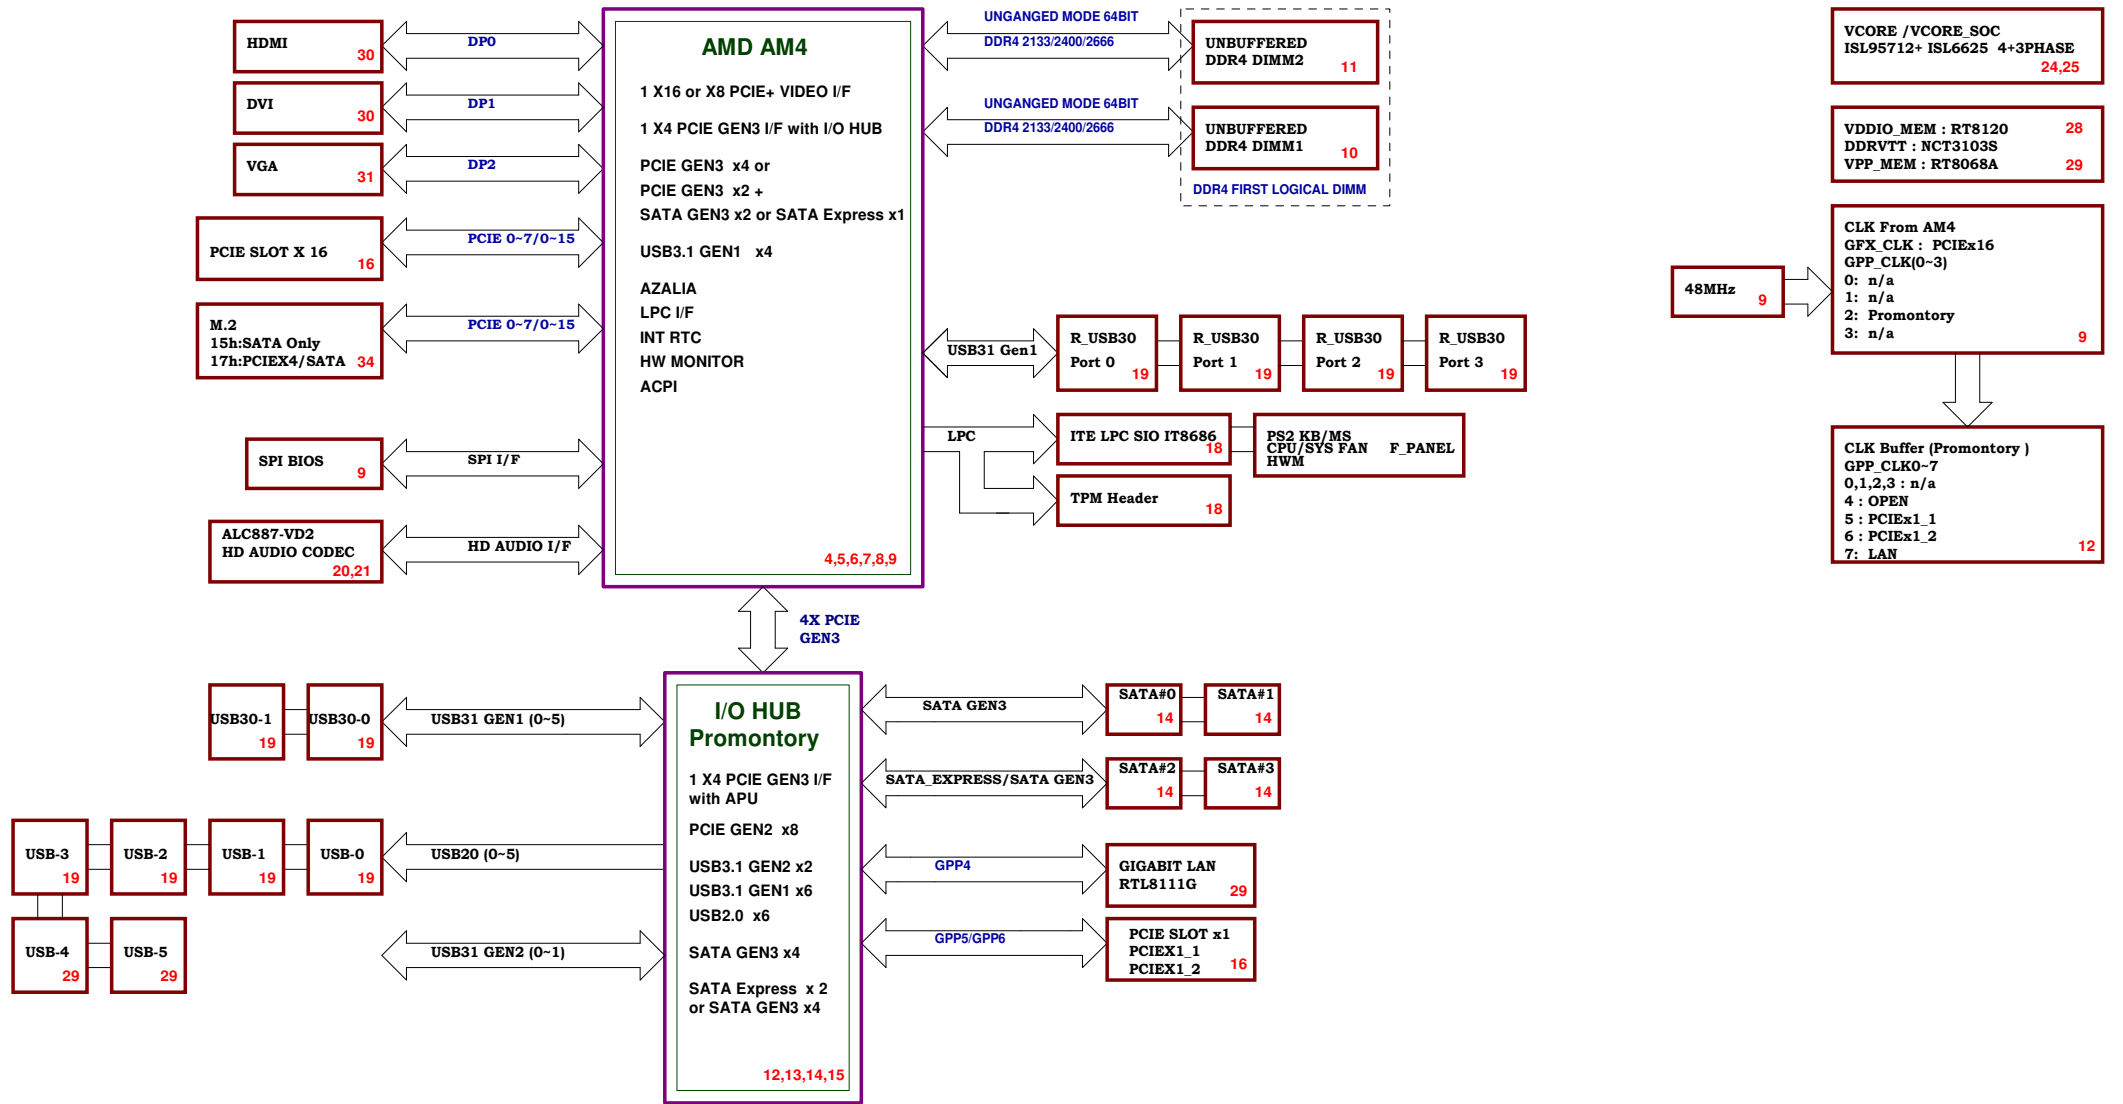 HDMI
30
DP0
DVI
30
DP1
VGA
31
DP2
PCIE SLOT X 16
16
PCIE 0~7/0~15
M.2
15h:SATA Only
17h:PCIEX4/SATA 34
PCIE 0~7/0~15
SPI BIOS
9
SPI I/F
ALC887-VD2
HD AUDIO CODEC
20,21
HD AUDIO I/F
AMD AM4
1 X16 or X8 PCIE+ VIDEO I/F
1 X4 PCIE GEN3 I/F with I/O HUB
PCIE GEN3 x4 or
PCIE GEN3 x2 +
SATA GEN3 x2 or SATA Express x1
USB3.1 GEN1 x4
AZALIA
LPC I/F
INT RTC
HW MONITOR
ACPI
4,5,6,7,8,9
UNGANGED MODE 64BIT
DDR4 2133/2400/2666
UNBUFFERED
DDR4 DIMM2
11
UNGANGED MODE 64BIT
DDR4 2133/2400/2666
UNBUFFERED
DDR4 DIMM1
10
DDR4 FIRST LOGICAL DIMM
USB31 Gen1
R_USB30
Port 0
19
R_USB30
Port 1
19
R_USB30
Port 2
19
R_USB30
Port 3
19
LPC
ITE LPC SIO IT8686
18
PS2 KB/MS
CPU/SYS FAN F_PANEL
HWM
TPM Header
18
VCORE /VCORE_SOC
ISL95712+ ISL6625 4+3PHASE
24,25
VDDIO_MEM : RT8120 28
DDRVTT : NCT3103S
VPP_MEM : RT8068A 29
48MHz
9
CLK From AM4
GFX_CLK : PCIEx16
GPP_CLK(0~3)
0: n/a
1: n/a
2: Promontory
3: n/a
9
CLK Buffer (Promontory )
GPP_CLK0~7
0,1,2,3 : n/a
4 : OPEN
5 : PCIEx1_1
6 : PCIEx1_2
7: LAN
12
4X PCIE
GEN3
USB30-1
19
USB30-0
19
USB31 GEN1 (0~5)
USB-3
19
USB-2
19
USB-1
19
USB-0
19
USB20 (0~5)
USB-4
29
USB-5
29
USB31 GEN2 (0~1)
I/O HUB
Promontory
1 X4 PCIE GEN3 I/F
with APU
PCIE GEN2 x8
USB3.1 GEN2 x2
USB3.1 GEN1 x6
USB2.0 x6
SATA GEN3 x4
SATA Express x 2
or SATA GEN3 x4
12,13,14,15
SATA GEN3
SATA#0
14
SATA#1
14
SATA_EXPRESS/SATA GEN3
SATA#2
14
SATA#3
14
GPP4
GIGABIT LAN
RTL8111G
29
GPP5/GPP6
PCIE SLOT x1
PCIEX1_1
PCIEX1_2
16